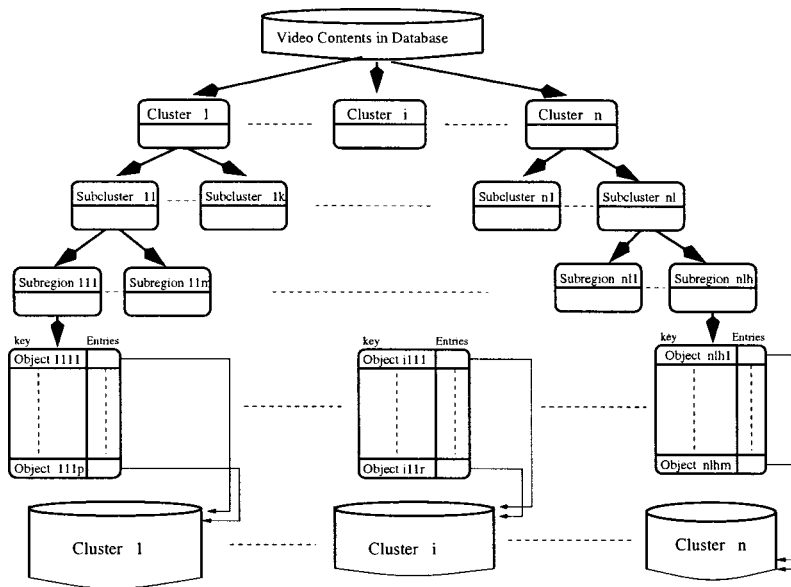 Video Contents in Database
Cluster 1
Cluster i
Cluster n
Subcluster 11
Subcluster 1k
Subcluster n1
Subcluster nl
Subregion 111
Subregion 11m
Subregion nl1
Subregion nlh
key Entries
key Entries
key Entries
Object 1111
Object i111
Object nlh1
Object 111p
Object i11r
Object nlhm
Cluster 1
Cluster i
Cluster n